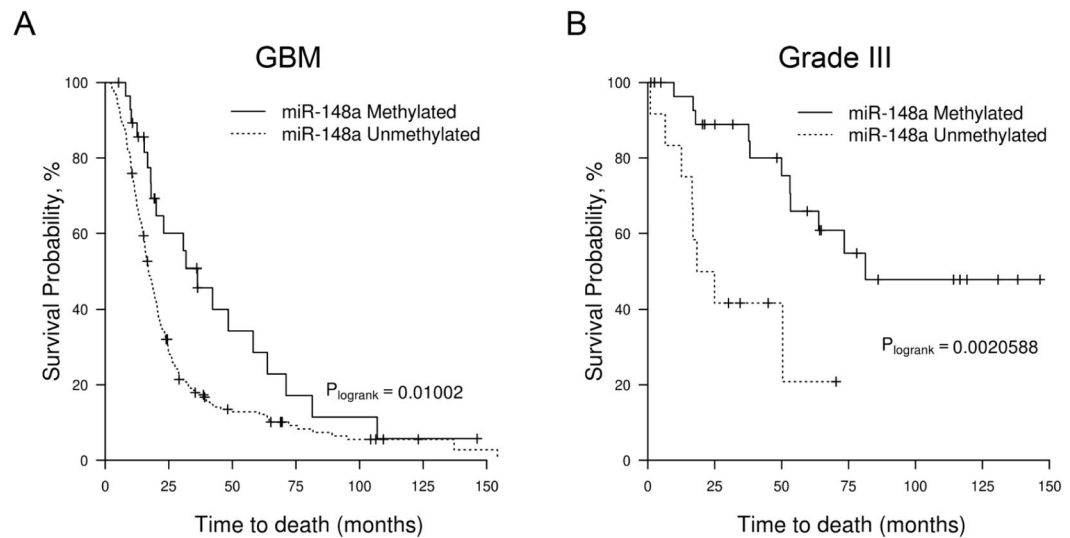 A
GBM
miR-148a Methylated
miR-148a Unmethylated
Survival Probability, %
100
80
60
40
20
0
P logrank = 0.01002
0 25 50 75 100 125 150
Time to death (months)
B
Grade III
miR-148a Methylated
miR-148a Unmethylated
Survival Probability, %
100
80
60
40
20
0
P logrank = 0.0020588
0 25 50 75 100 125 150
Time to death (months)